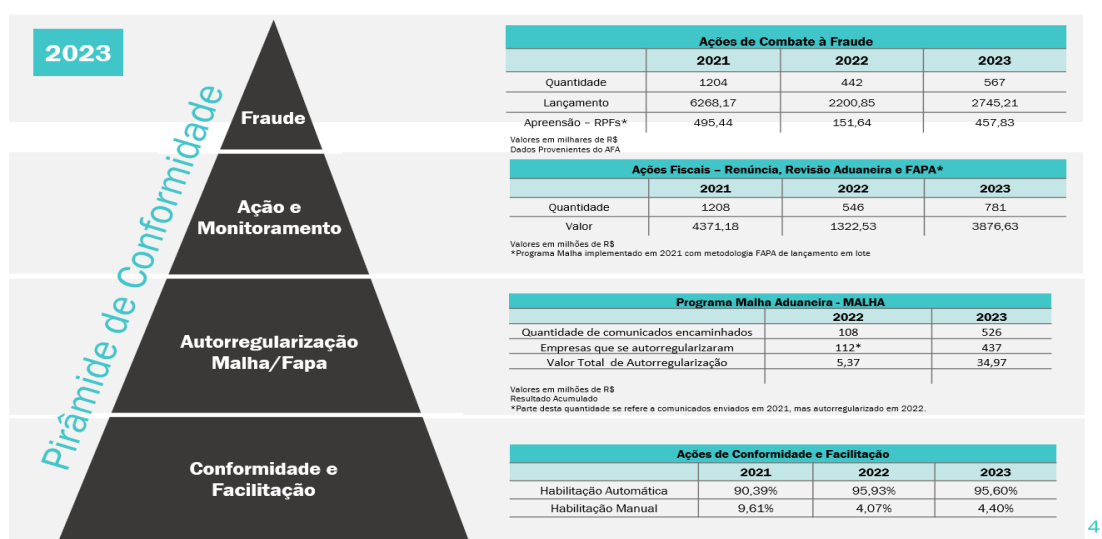 2023
Pirâmide de Conformidade
Fraude
Ação e
Monitoramento
Autorregularização
Malha/Fapa
Conformidade e
Facilitação
Ações de Combate à Fraude
2021 2022 2023
Quantidade 1204 442 567
Lançamento 6268,17 2200,85 2745,21
Apreensão – RPFs* 495,44 151,64 457,83
Valores em milhares de R$
Dados Provenientes do AFA
Ações Fiscais – Renúncia, Revisão Aduaneira e FAPA*
2021 2022 2023
Quantidade 1208 546 781
Valor 4371,18 1322,53 3876,63
Valores em milhões de R$
*Programa Malha implementado em 2021 com metodologia FAPA de lançamento em lote
Programa Malha Aduaneira - MALHA
2022 2023
Quantidade de comunicados encaminhados 108 526
Empresas que se autorregularizaram 112* 437
Valor Total de Autorregularização 5,37 34,97
Valores em milhões de R$
Resultado Acumulado
*Parte desta quantidade se refere a comunicados enviados em 2021, mas autorregularizado em 2022.
Ações de Conformidade e Facilitação
2021 2022 2023
Habilitação Automática 90,39% 95,93% 95,60%
Habilitação Manual 9,61% 4,07% 4,40%
4